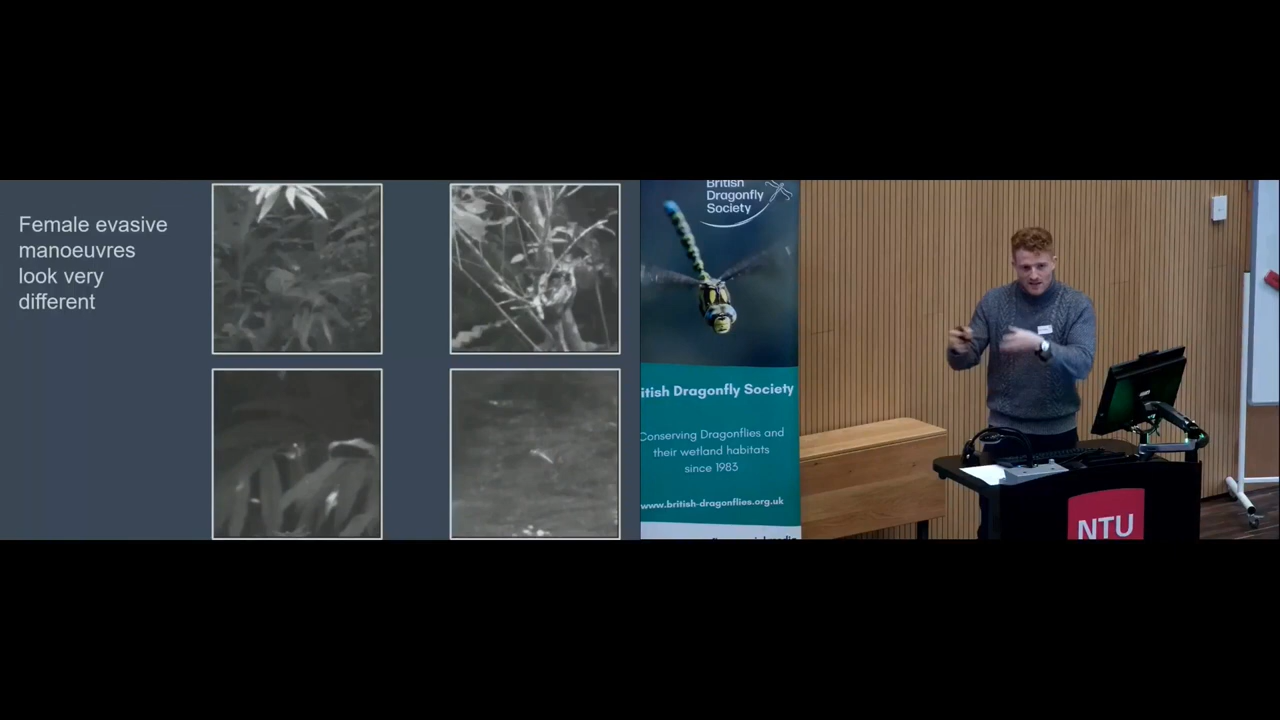 Female evasive
manoeuvres
look very
different
British
Dragonfly
Society
itish Dragonfly Society
Conserving Dragonflies and
their wetland habitats
since 1983
www.british-dragonflies.org.uk
NTU